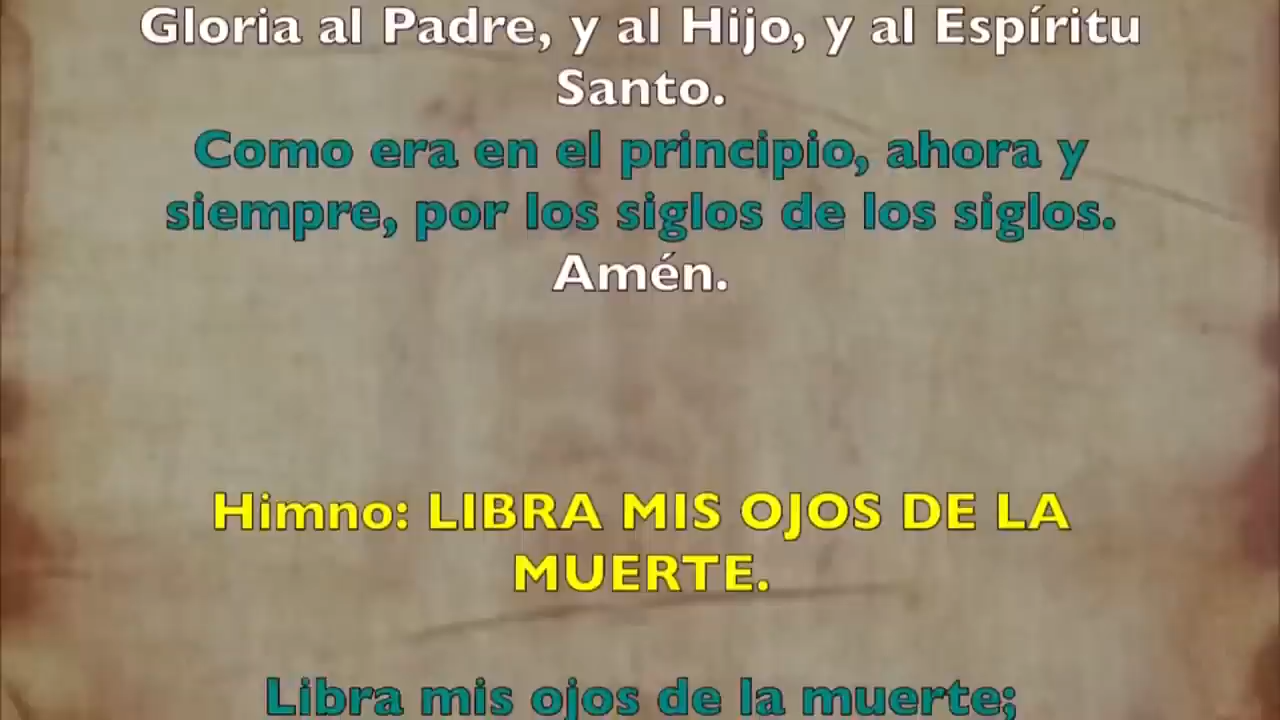 Gloria al Padre, y al Hijo, y al Espíritu
Santo.
Como era en el principio, ahora y
siempre, por los siglos de los siglos.
Amén.
Himno: LIBRA MIS OJOS DE LA
MUERTE.
Libra mis ojos de la muerte;